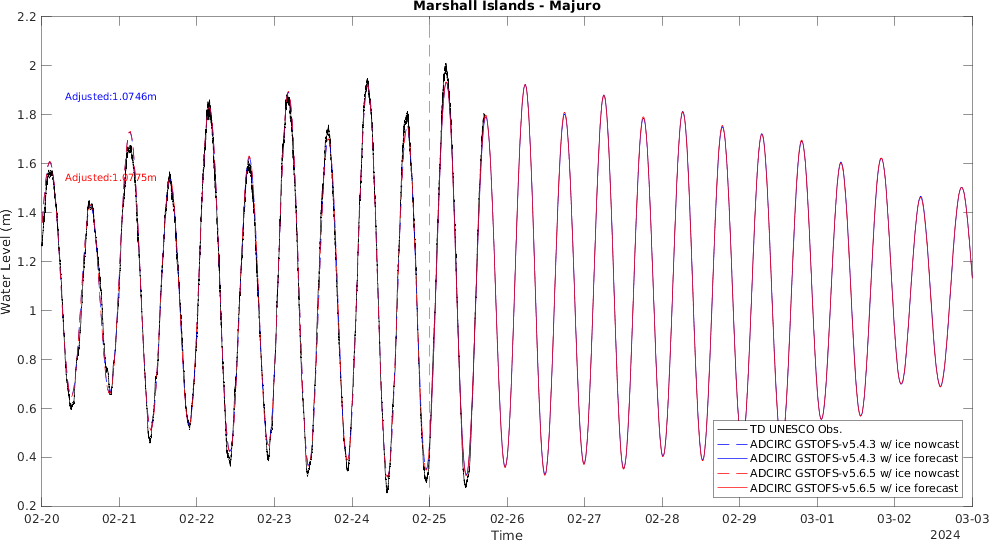 Marshall Islands - Majuro
2.2
2
1.8
1.6
1.4
1.2
1
0.8
0.6
0.4
0.2
Water Level (m)
Adjusted:1.0746m
Adjusted:1.0775m
TD UNESCO Obs.
ADCIRC GSTOFS-v5.4.3 w/ ice nowcast
ADCIRC GSTOFS-v5.4.3 w/ ice forecast
ADCIRC GSTOFS-v5.6.5 w/ ice nowcast
ADCIRC GSTOFS-v5.6.5 w/ ice forecast
02-20 02-21 02-22 02-23 02-24 02-25 02-26 02-27 02-28 02-29 03-01 03-02 03-03
Time
2024